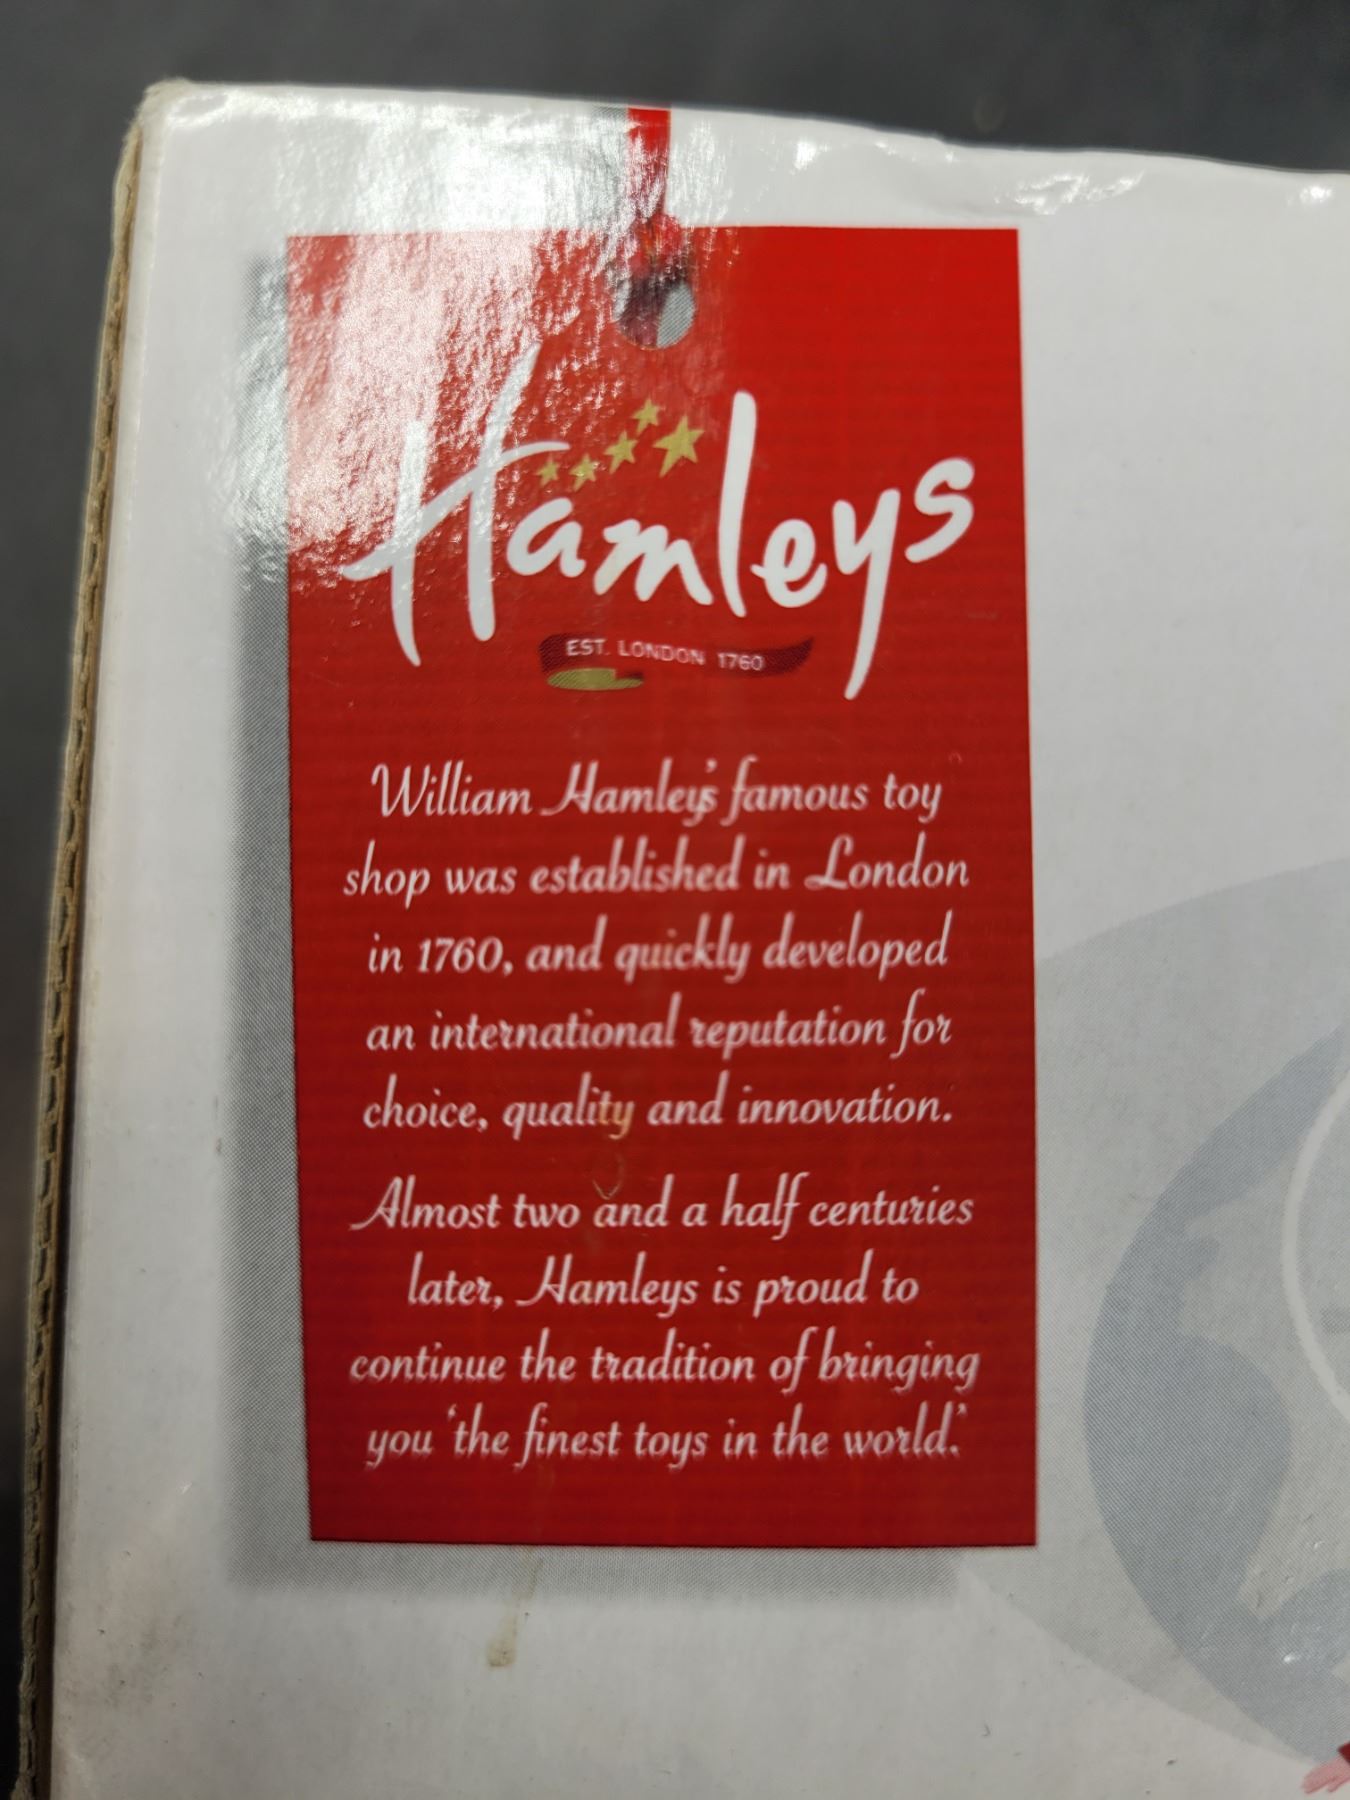 Hamleys
EST. LONDON 1760
William Hamley's famous toy
shop was established in London
in 1760, and quickly developed
an international reputation for
choice, quality and innovation.
Almost two and a half centuries
later, Hamleys is proud to
continue the tradition of bringing
you 'the finest toys in the world.'